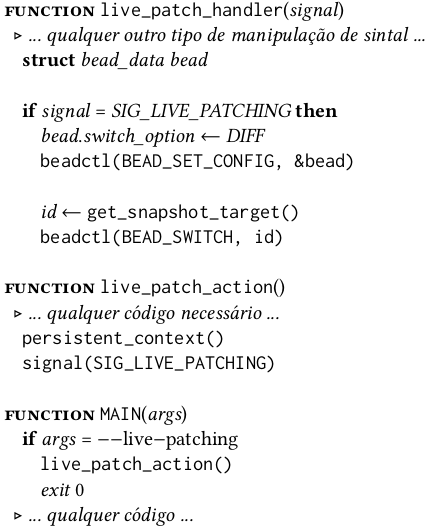 FUNCTION live_patch_handler(signal)
▹ ... qualquer outro tipo de manipulação de sintal ...
struct bead_data bead
if signal = SIG_LIVE_PATCHING then
bead.switch_option ← DIFF
beadctl(BEAD_SET_CONFIG, &bead)
id ← get_snapshot_target()
beadctl(BEAD_SWITCH, id)
FUNCTION live_patch_action()
▹ ... qualquer código necessário ...
persistent_context()
signal(SIG_LIVE_PATCHING)
FUNCTION MAIN(args)
if args = −−live−patching
live_patch_action()
exit 0
▹ ... qualquer código ...